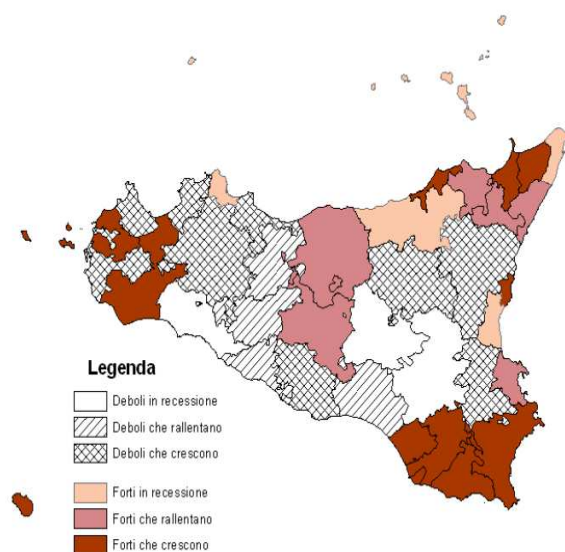 Legenda
Deboli in recessione
Deboli che rallentano
Deboli che crescono
Forti in recessione
Forti che rallentano
Forti che crescono